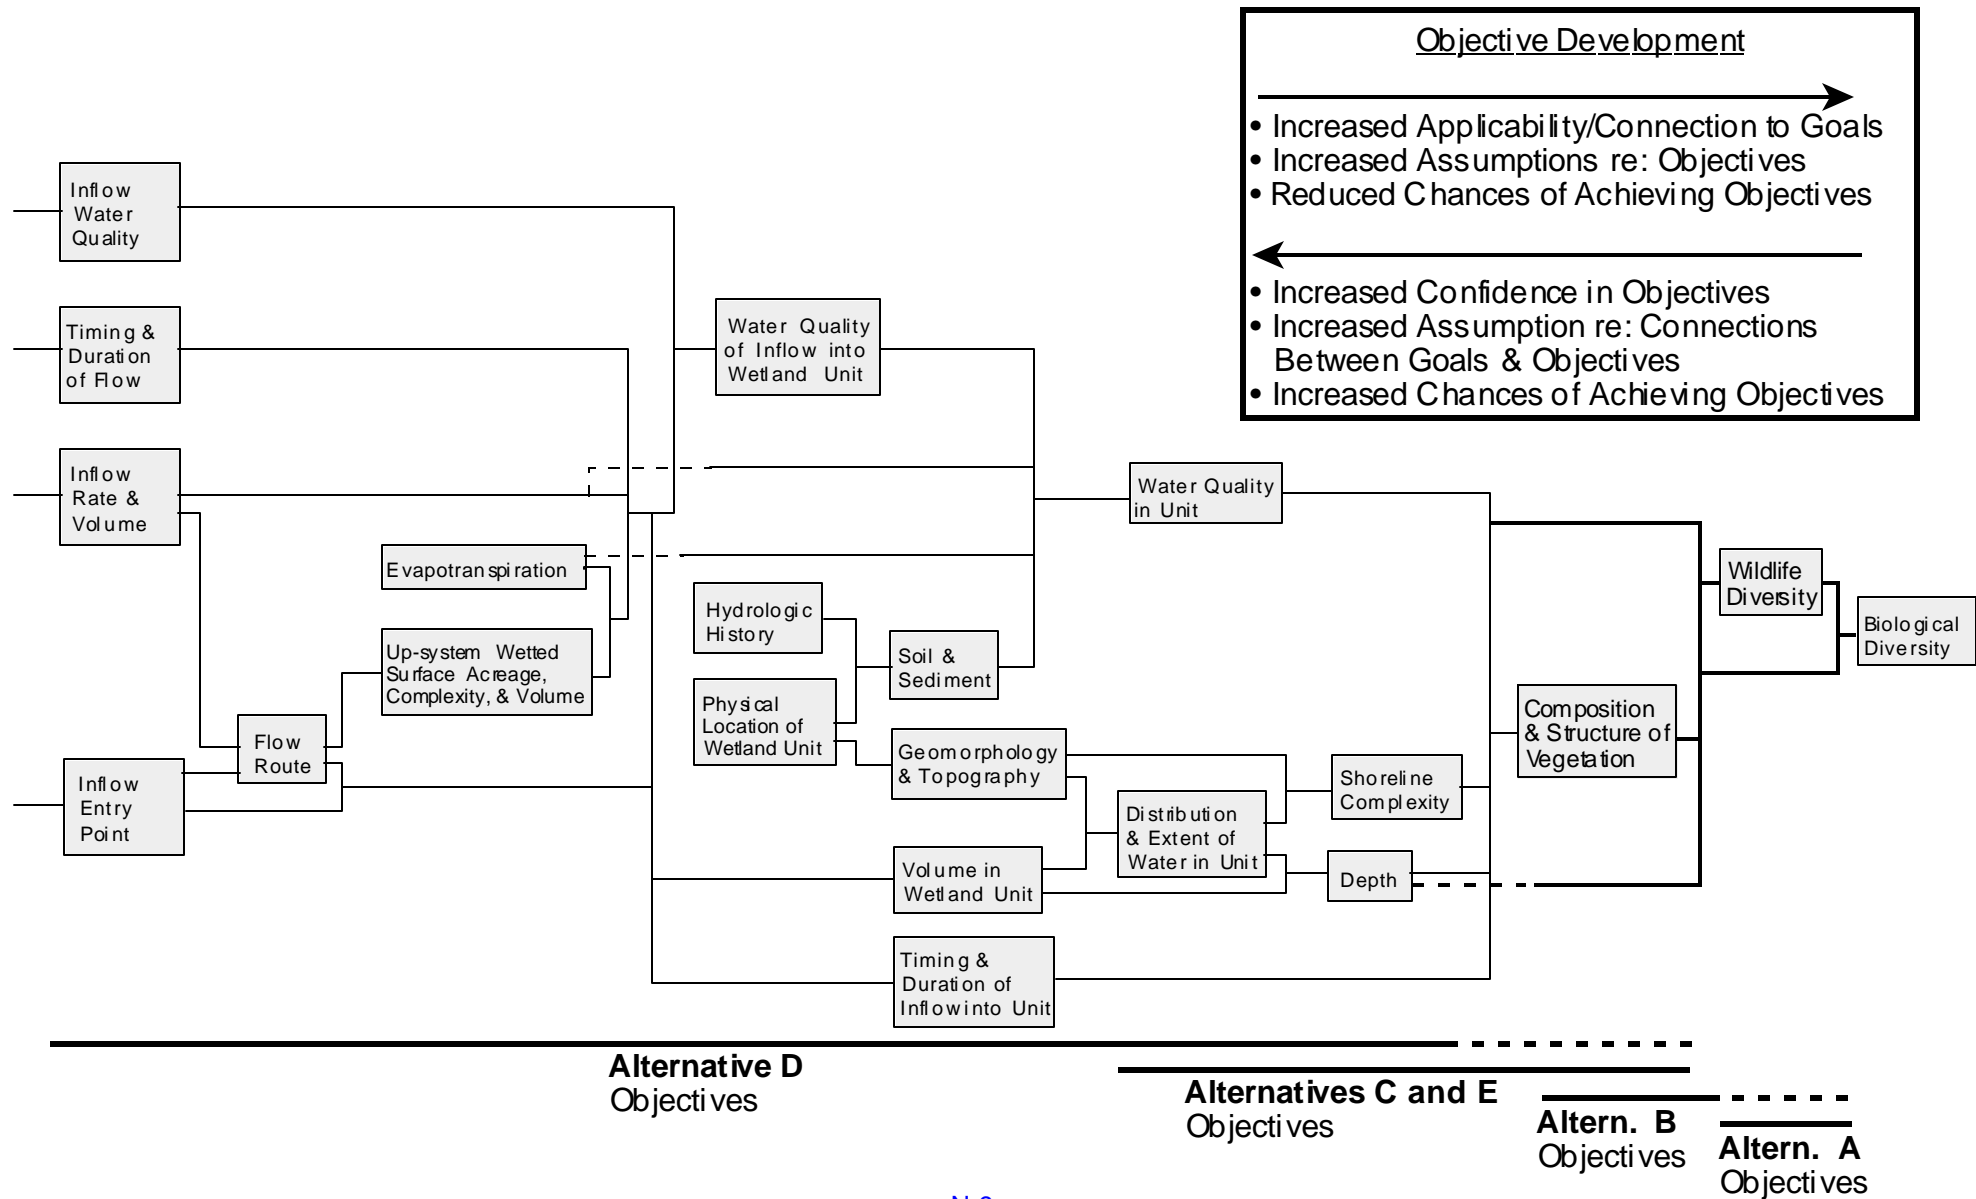 Objective Development
• Increased Applicability/Connection to Goals
• Increased Assumptions re: Objectives
• Reduced Chances of Achieving Objectives
• Increased Confidence in Objectives
• Increased Assumption re: Connections
Between Goals & Objectives
• Increased Chances of Achieving Objectives
Inflow
Water
Quality
Timing &
Duration
of Flow
Inflow
Rate &
Volume
Inflow
Entry
Point
Flow
Route
Evapotranspiration
Up-system Wetted
Surface Acreage,
Complexity, & Volume
Water Quality
of Inflow into
Wetland Unit
Hydrologic
History
Physical
Location of
Wetland Unit
Soil &
Sediment
Geomorphology
& Topography
Volume in
Wetland Unit
Timing &
Duration of
Inflow into Unit
Distribution
& Extent of
Water in Unit
Water Quality
in Unit
Shoreline
Complexity
Depth
Composition
& Structure of
Vegetation
Wildlife
Diversity
Biological
Diversity
Alternative D
Objectives
Alternatives C and E
Objectives
Altern. B
Objectives
Altern. A
Objectives